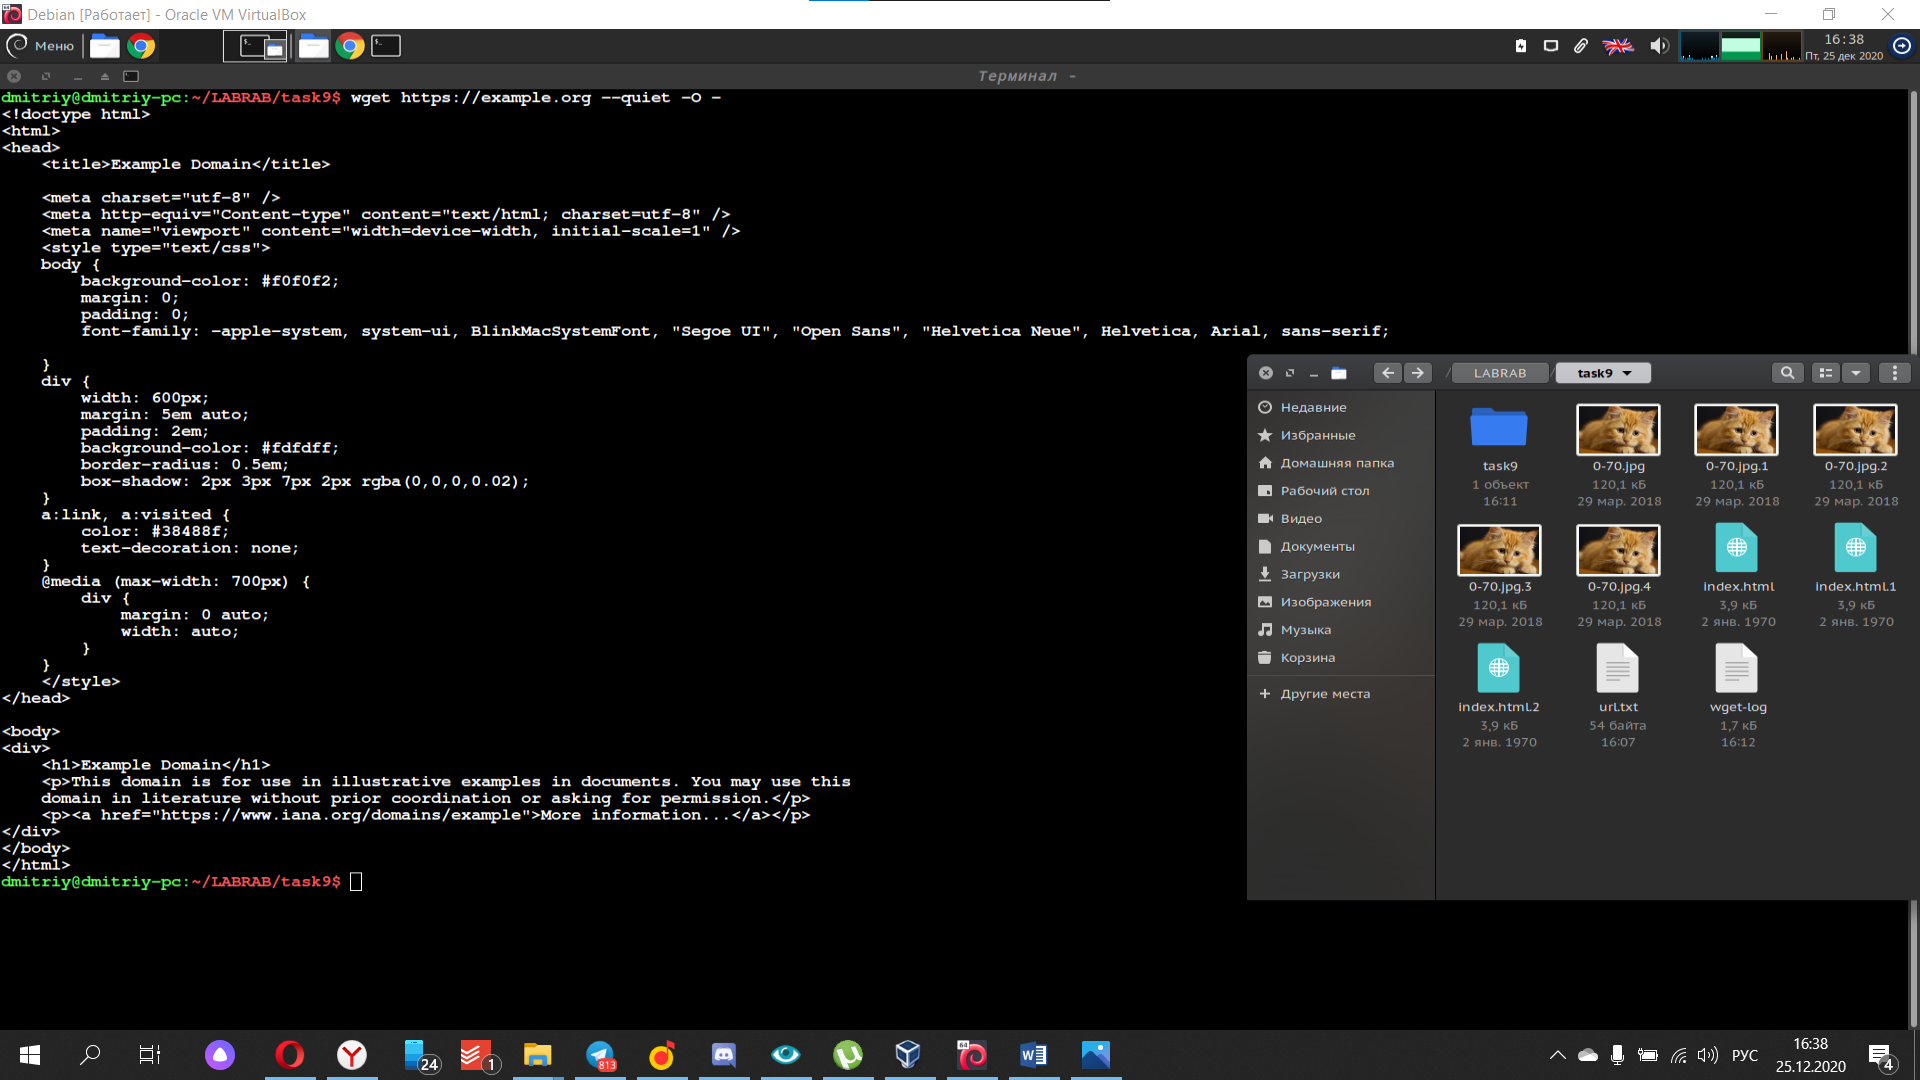 Debian [Работает] - Oracle VM VirtualBox
Меню
16:38
Пт, 25 дек 2020
Терминал -
dmitriy@dmitriy-pc:~/LABRAB/task9$ wget https://example.org --quiet -O -
<!doctype html>
<html>
<head>
    <title>Example Domain</title>

    <meta charset="utf-8" />
    <meta http-equiv="Content-type" content="text/html; charset=utf-8" />
    <meta name="viewport" content="width=device-width, initial-scale=1" />
    <style type="text/css">
    body {
        background-color: #f0f0f2;
        margin: 0;
        padding: 0;
        font-family: -apple-system, system-ui, BlinkMacSystemFont, "Segoe UI", "Open Sans", "Helvetica Neue", Helvetica, Arial, sans-serif;

    }
    div {
        width: 600px;
        margin: 5em auto;
        padding: 2em;
        background-color: #fdfdff;
        border-radius: 0.5em;
        box-shadow: 2px 3px 7px 2px rgba(0,0,0,0.02);
    }
    a:link, a:visited {
        color: #38488f;
        text-decoration: none;
    }
    @media (max-width: 700px) {
        div {
            margin: 0 auto;
            width: auto;
        }
    }
    </style>
</head>

<body>
<div>
    <h1>Example Domain</h1>
    <p>This domain is for use in illustrative examples in documents. You may use this
    domain in literature without prior coordination or asking for permission.</p>
    <p><a href="https://www.iana.org/domains/example">More information...</a></p>
</div>
</body>
</html>
dmitriy@dmitriy-pc:~/LABRAB/task9$
/ LABRAB / task9
Недавние
Избранные
Домашняя папка
Рабочий стол
Видео
Документы
Загрузки
Изображения
Музыка
Корзина
Другие места
task9
1 объект
16:11
0-70.jpg
120,1 кБ
29 мар. 2018
0-70.jpg.1
120,1 кБ
29 мар. 2018
0-70.jpg.2
120,1 кБ
29 мар. 2018
0-70.jpg.3
120,1 кБ
29 мар. 2018
0-70.jpg.4
120,1 кБ
29 мар. 2018
index.html
3,9 кБ
2 янв. 1970
index.html.1
3,9 кБ
2 янв. 1970
index.html.2
3,9 кБ
2 янв. 1970
url.txt
54 байта
16:07
wget-log
1,7 кБ
16:12
24
1
813
64
W
РУС
16:38
25.12.2020
4